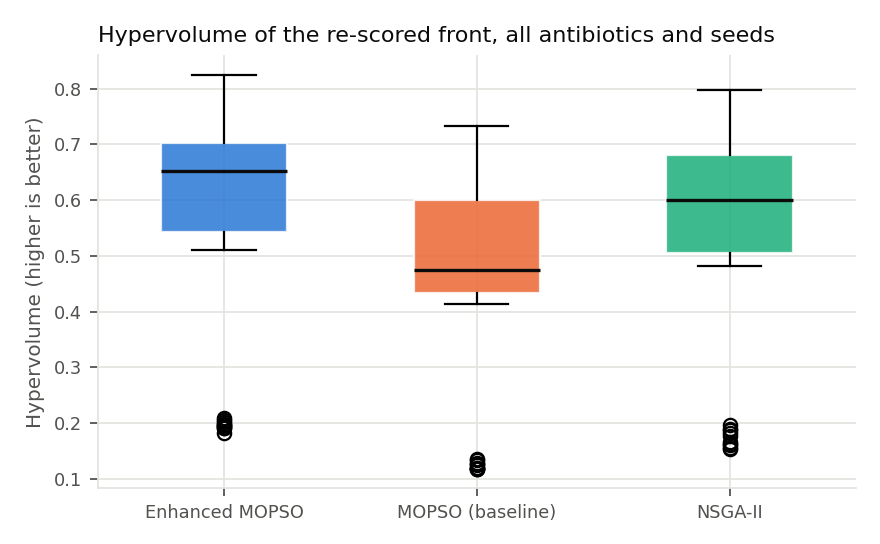 Hypervolume of the re-scored front, all antibiotics and seeds
Hypervolume (higher is better)
0.8
0.7
0.6
0.5
0.4
0.3
0.2
0.1
Enhanced MOPSO
MOPSO (baseline)
NSGA-II